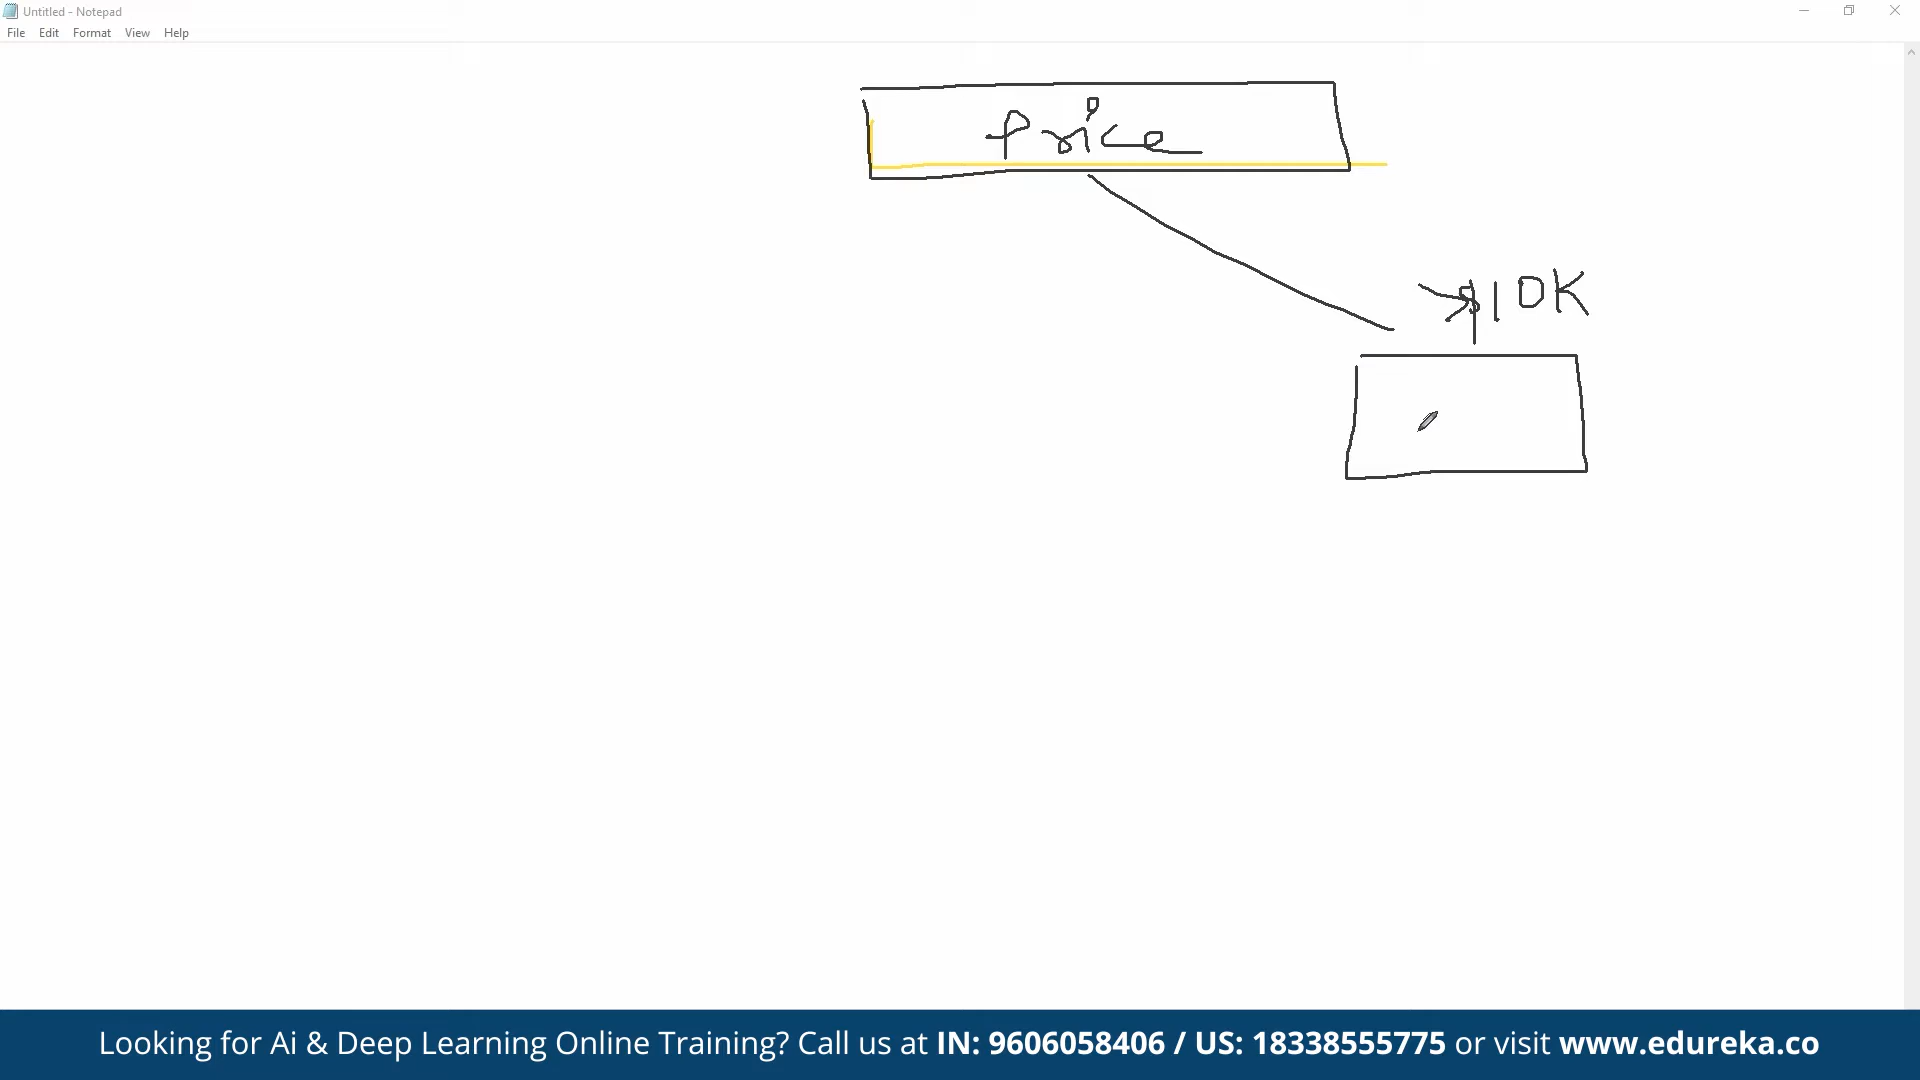 Untitled - Notepad
File Edit Format View Help
Price
>$10K
Looking for Ai & Deep Learning Online Training? Call us at IN: 9606058406 / US: 18338555775 or visit www.edureka.co